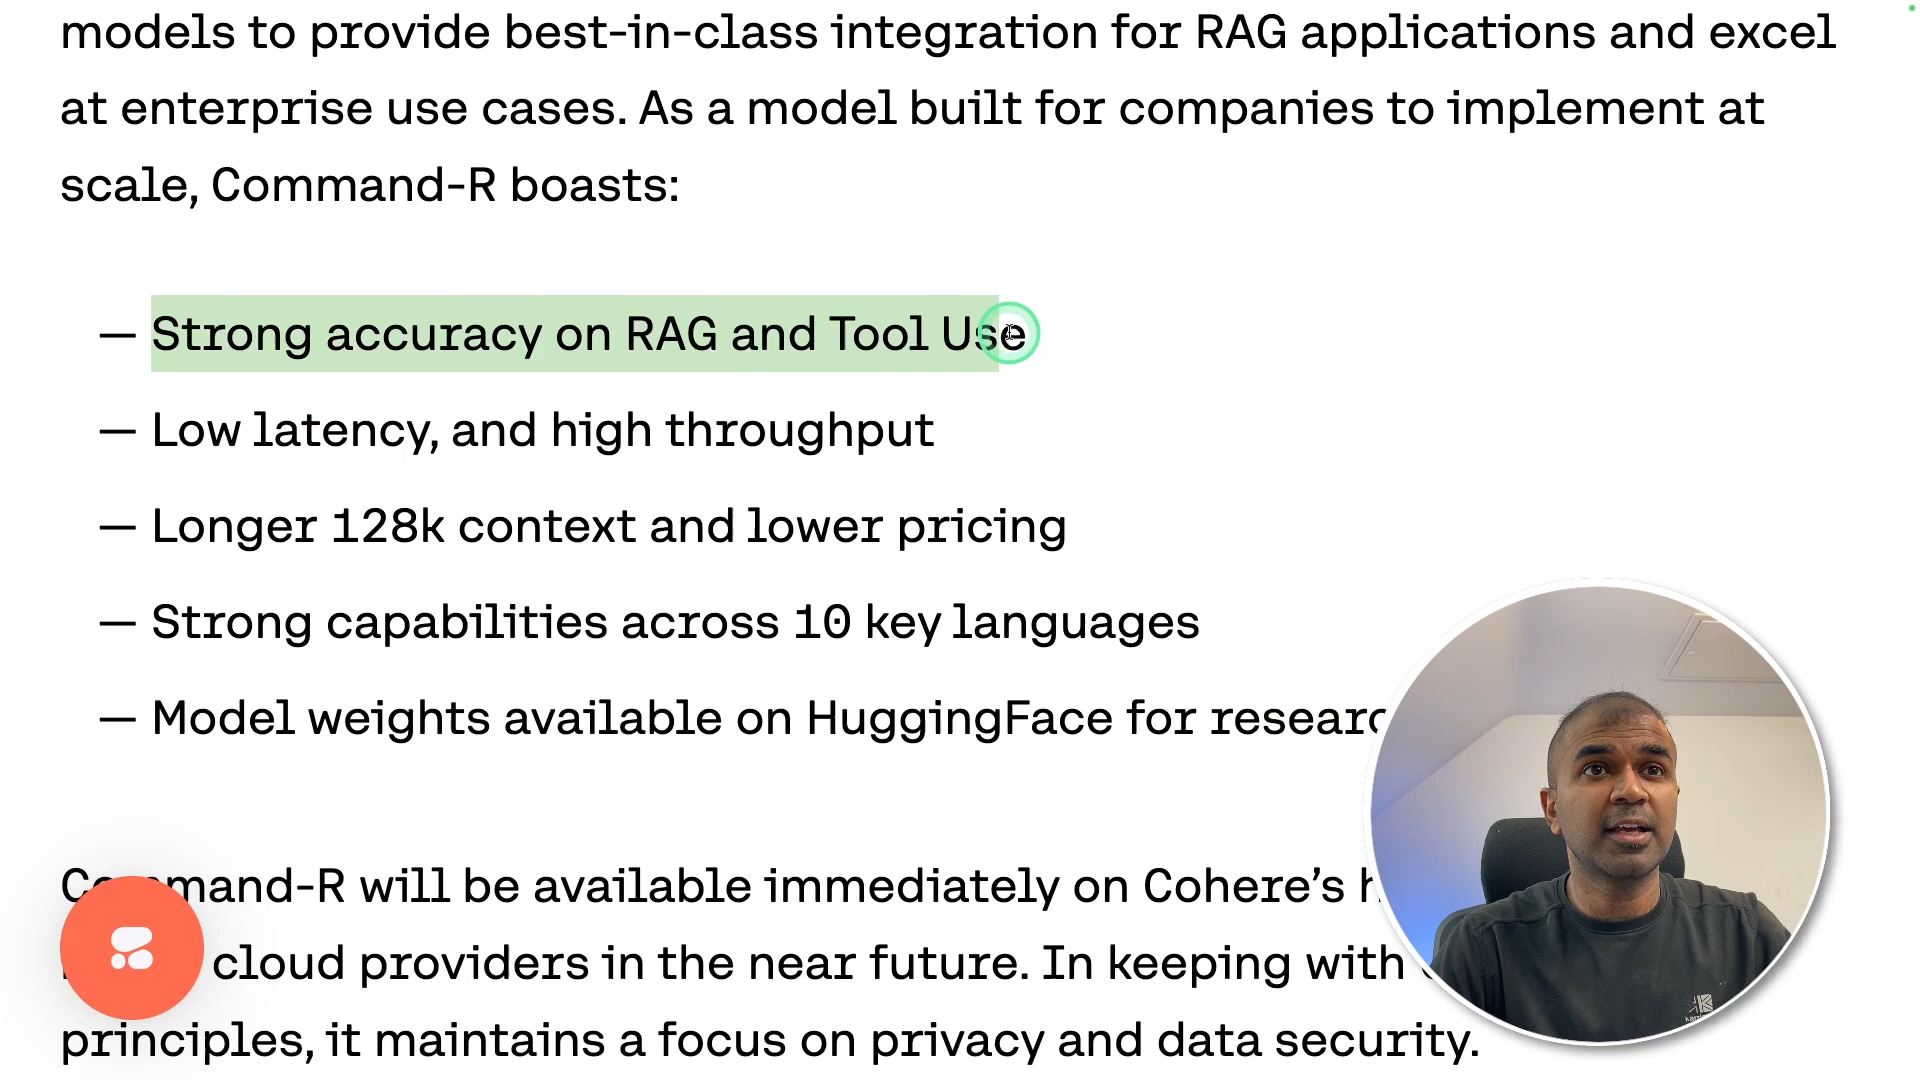 models to provide best-in-class integration for RAG applications and excel
at enterprise use cases. As a model built for companies to implement at
scale, Command-R boasts:
— Strong accuracy on RAG and Tool Use
— Low latency, and high throughput
— Longer 128k context and lower pricing
— Strong capabilities across 10 key languages
— Model weights available on HuggingFace for researc
Command-R will be available immediately on Cohere’s h
cloud providers in the near future. In keeping with
principles, it maintains a focus on privacy and data security.